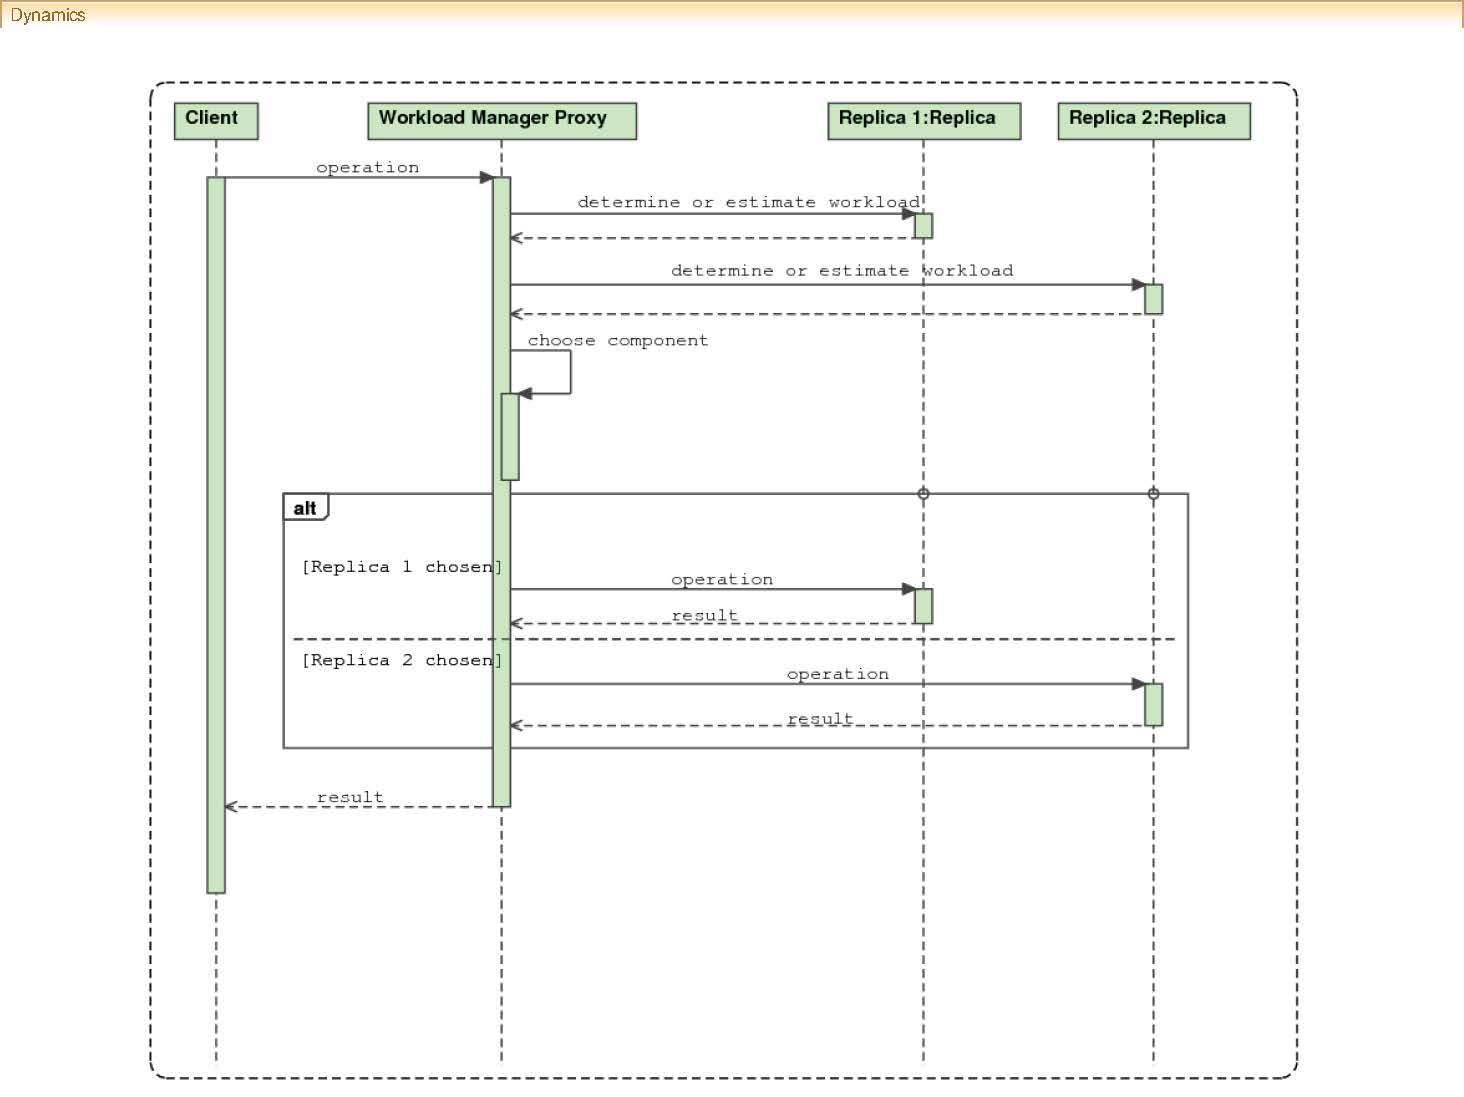 Dynamics
Client
Workload Manager Proxy
Replica 1:Replica
Replica 2:Replica
operation
determine or estimate workload
determine or estimate workload
choose component
alt
[Replica 1 chosen]
operation
result
[Replica 2 chosen]
operation
result
result